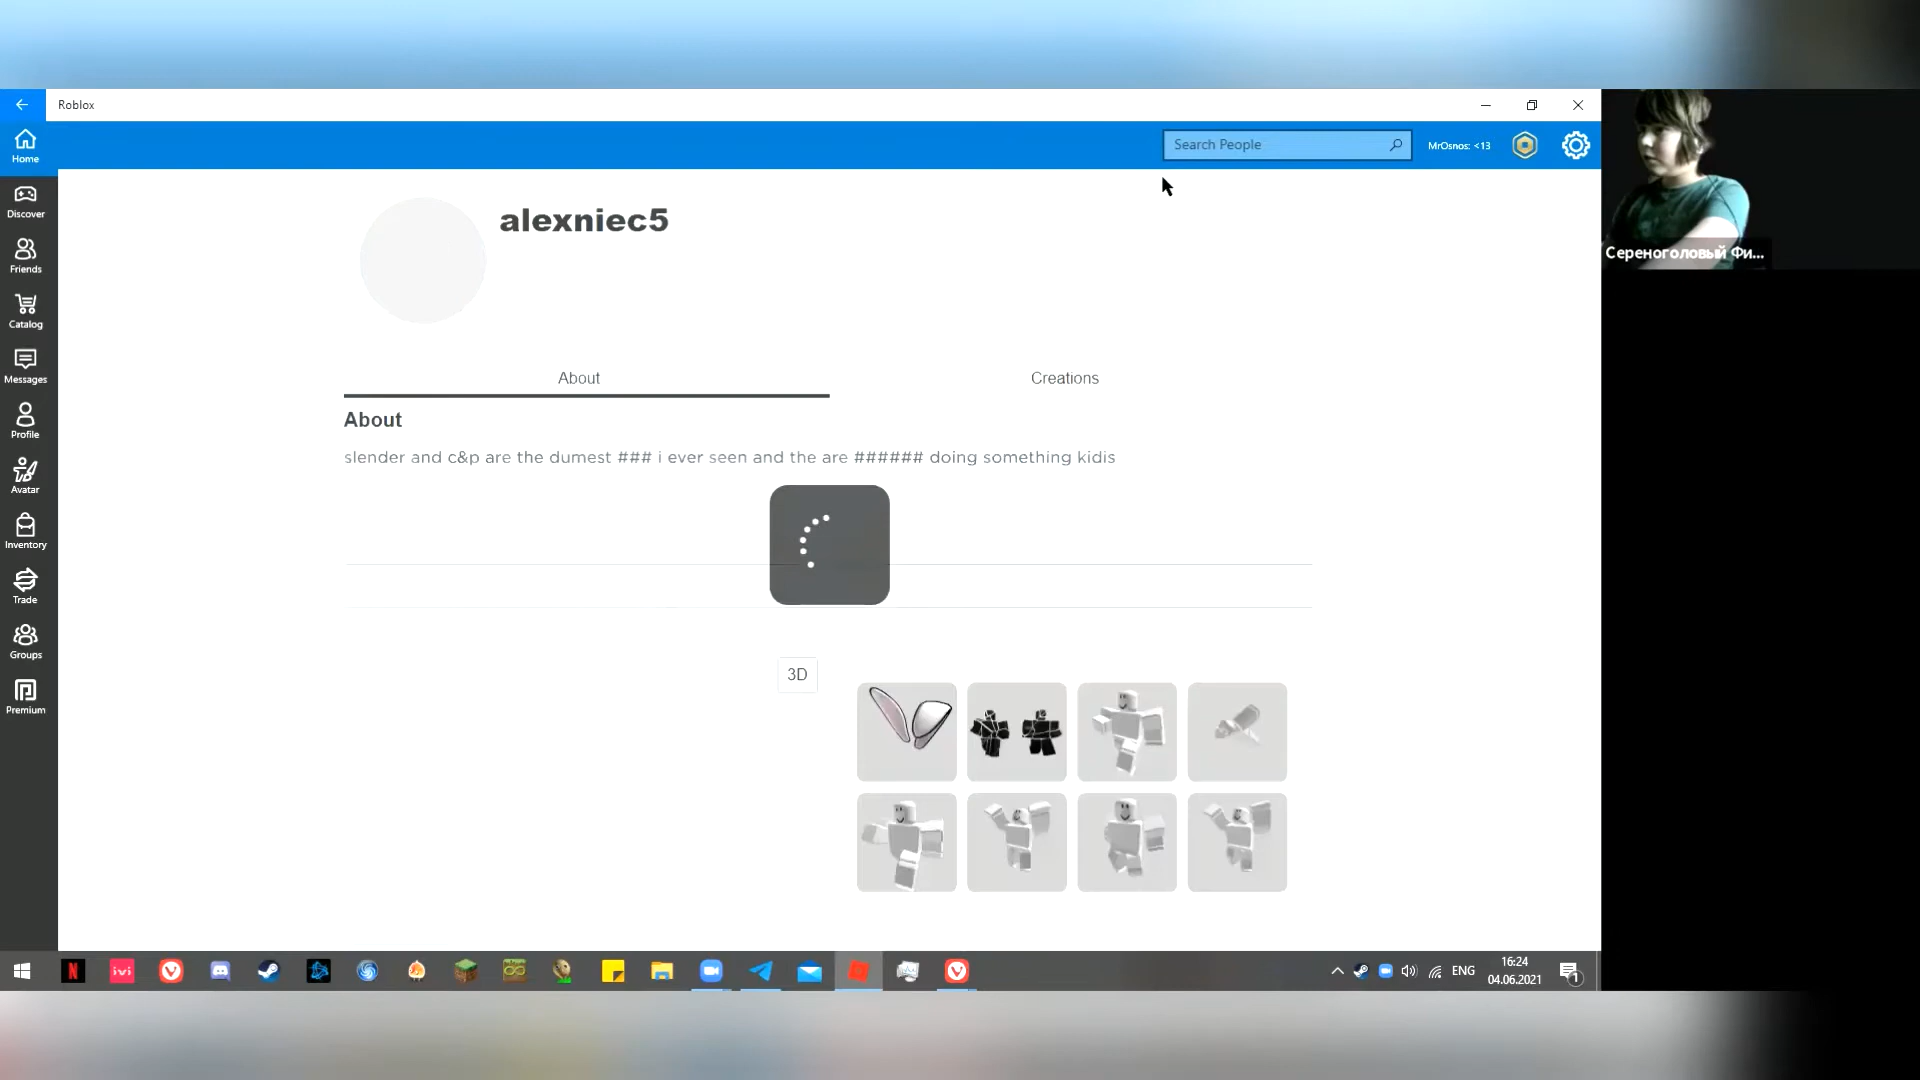 Roblox
Search People
MrOsnos: <13
Home
Discover
Friends
Catalog
Messages
Profile
Avatar
Inventory
Trade
Groups
Premium
alexniec5
About
Creations
About
slender and c&p are the dumest ### i ever seen and the are ###### doing something kidis
3D
Сереноголовый Фи...
N
ivi
ENG
16:24
04.06.2021
1